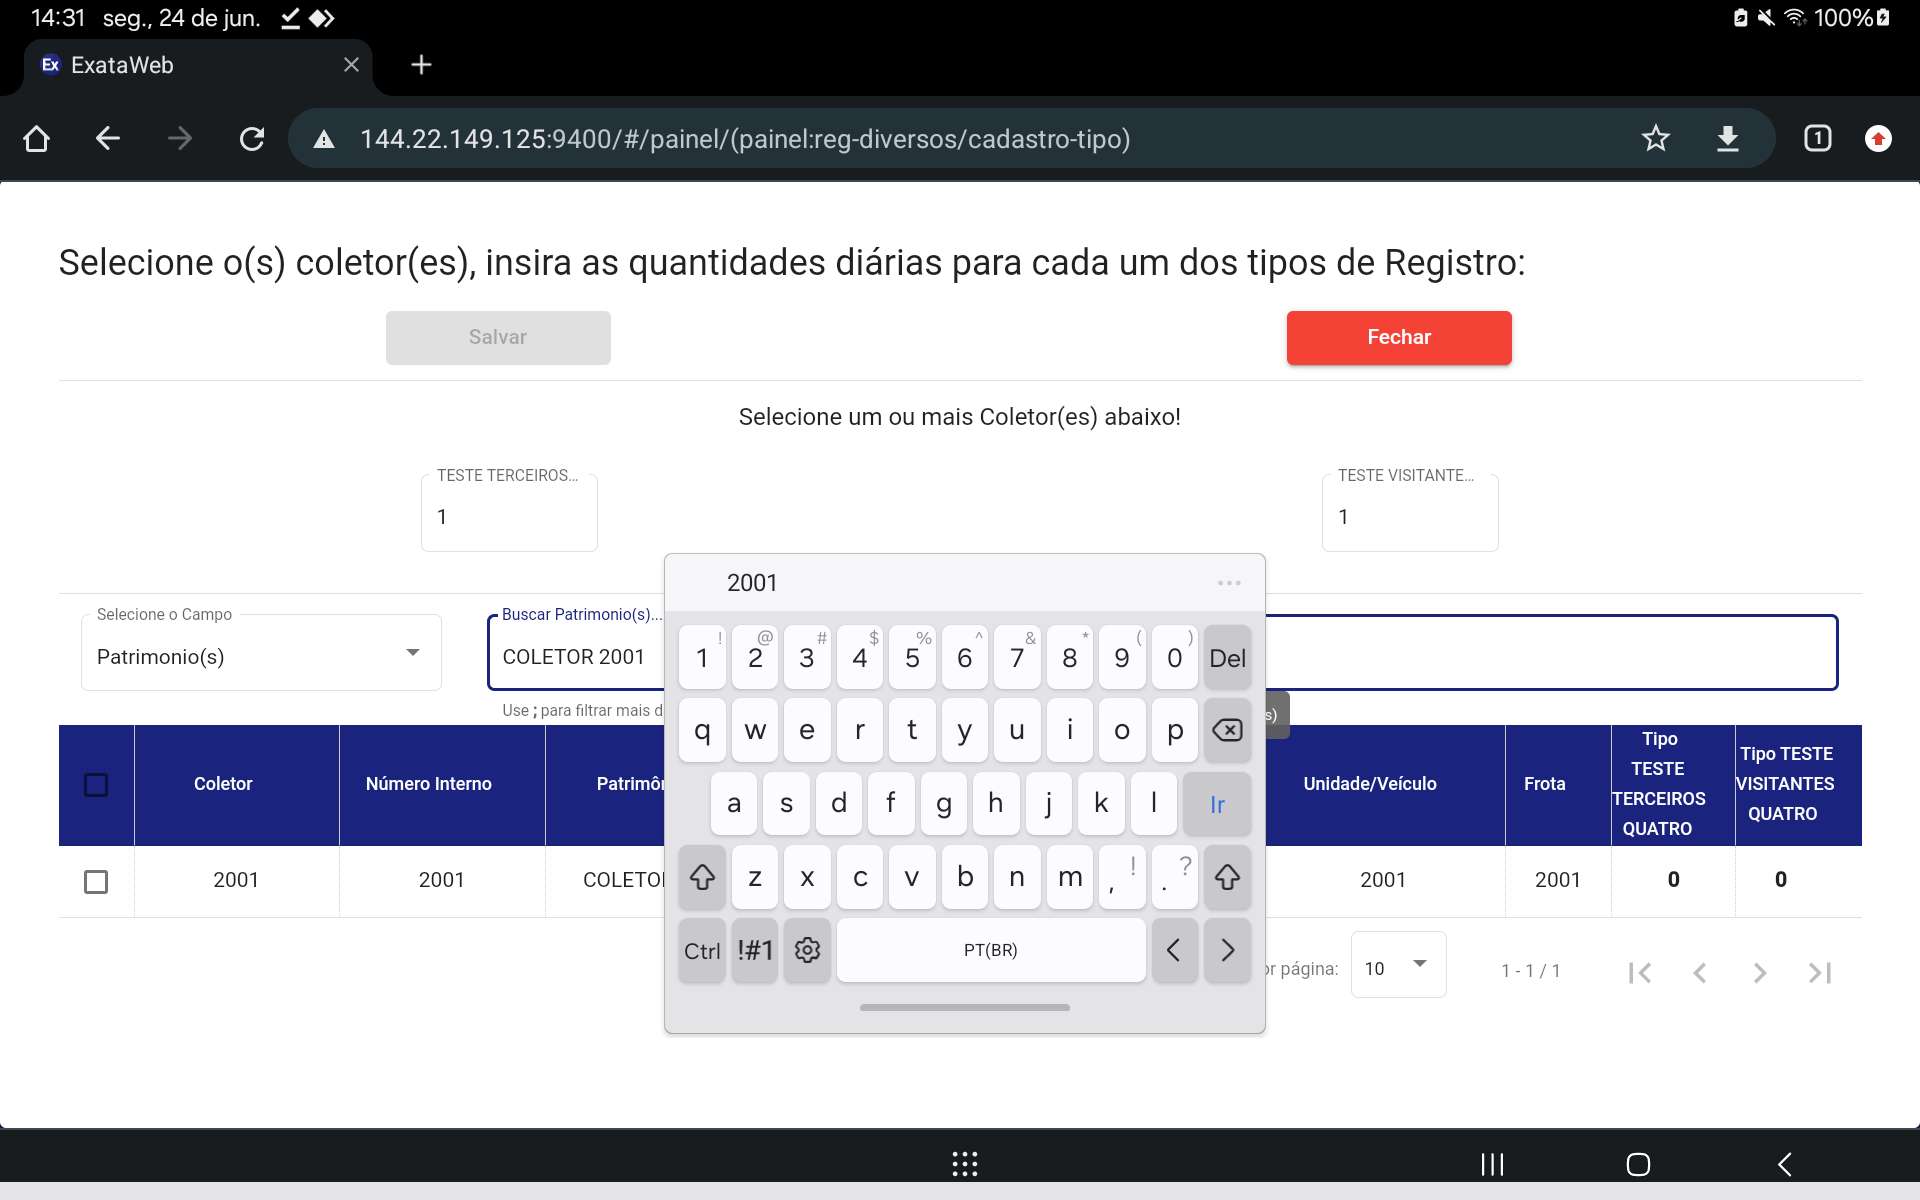 14:31 seg., 24 de jun. 100%
Ex ExataWeb
144.22.149.125:9400/#/painel/(painel:reg-diversos/cadastro-tipo) 1
Selecione o(s) coletor(es), insira as quantidades diárias para cada um dos tipos de Registro:
Salvar Fechar
Selecione um ou mais Coletor(es) abaixo!
TESTE TERCEIROS... TESTE VISITANTE...
1 1
2001
Selecione o Campo Buscar Patrimonio(s)...
Patrimonio(s) COLETOR 2001
Use ; para filtrar mais d s)
Coletor Número Interno Patrimôn Unidade/Veículo Frota Tipo TESTE TERCEIROS QUATRO Tipo TESTE VISITANTES QUATRO
2001 2001 COLETOR 2001 2001 0 0
or página: 10 1 - 1 / 1
! @ # $ % ^ & * ( )
1 2 3 4 5 6 7 8 9 0 Del
q w e r t y u i o p
a s d f g h j k l Ir
z x c v b n m , ! . ?
Ctrl !#1 PT(BR)